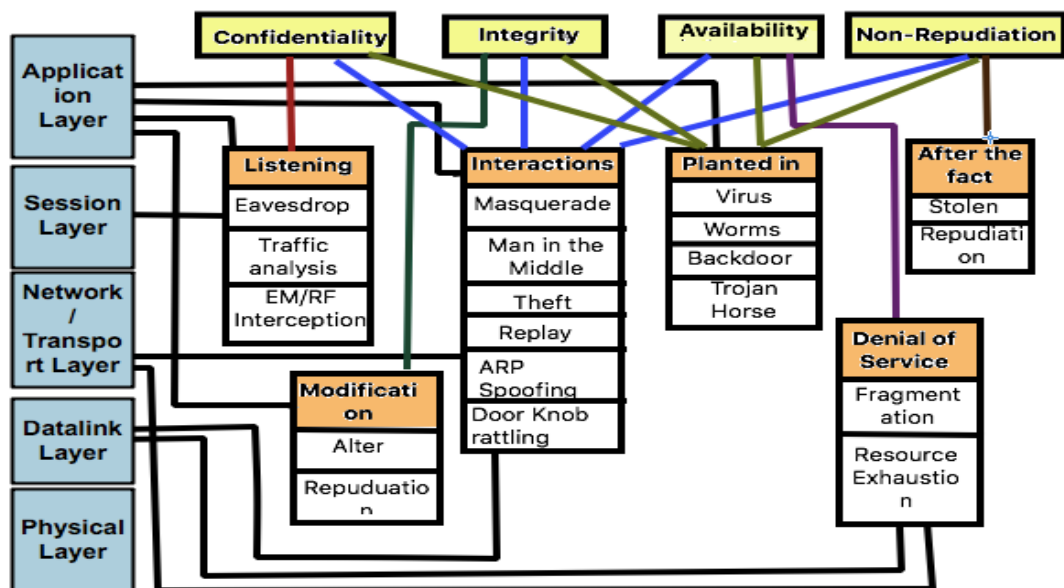 Confidentiality
Integrity
Availability
Non-Repudiation
Applicat
ion
Layer
Session
Layer
Network
/
Transpo
rt Layer
Datalink
Layer
Physical
Layer
Listening
Eavesdrop
Traffic
analysis
EM/RF
Interception
Modificati
on
Alter
Repuduatio
n
Interactions
Masquerade
Man in the
Middle
Theft
Replay
ARP
Spoofing
Door Knob
rattling
Planted in
Virus
Worms
Backdoor
Trojan
Horse
Denial of
Service
Fragment
ation
Resource
Exhaustio
n
After the
fact
Stolen
Repudiati
on